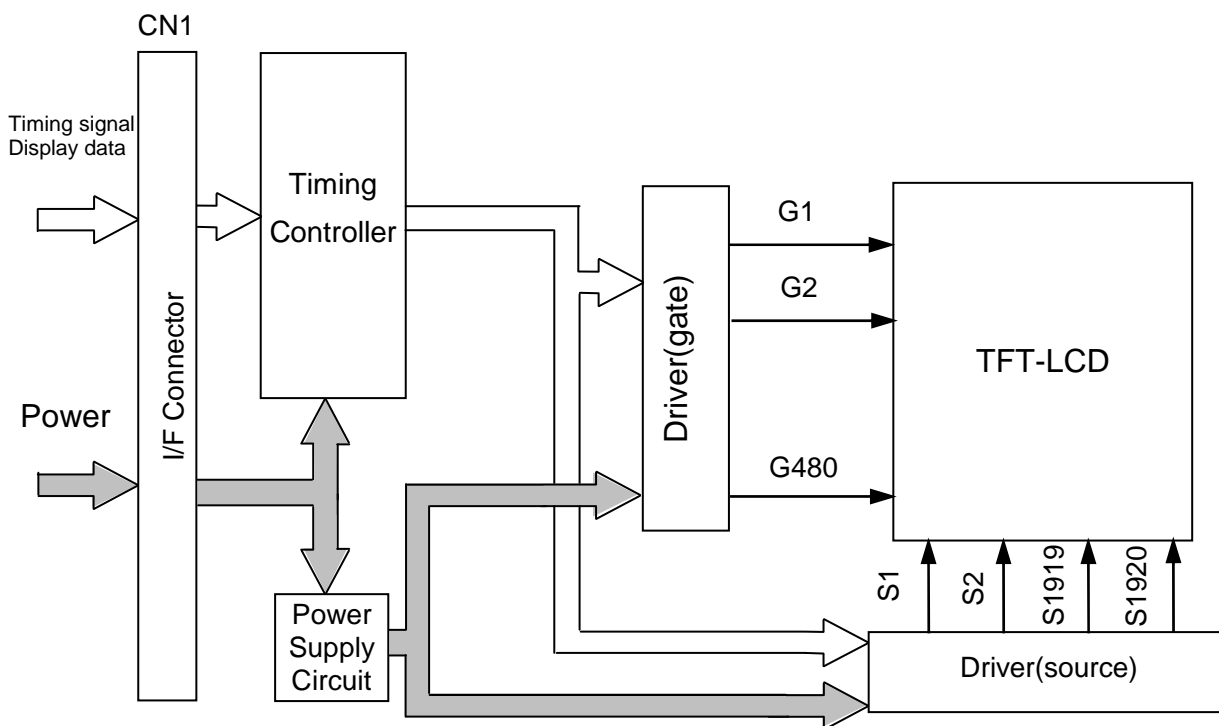 CN1
Timing signal
Display data
Power
I/F Connector
Timing
Controller
Power
Supply
Circuit
Driver(gate)
G1
G2
G480
TFT-LCD
S1
S2
S1919
S1920
Driver(source)